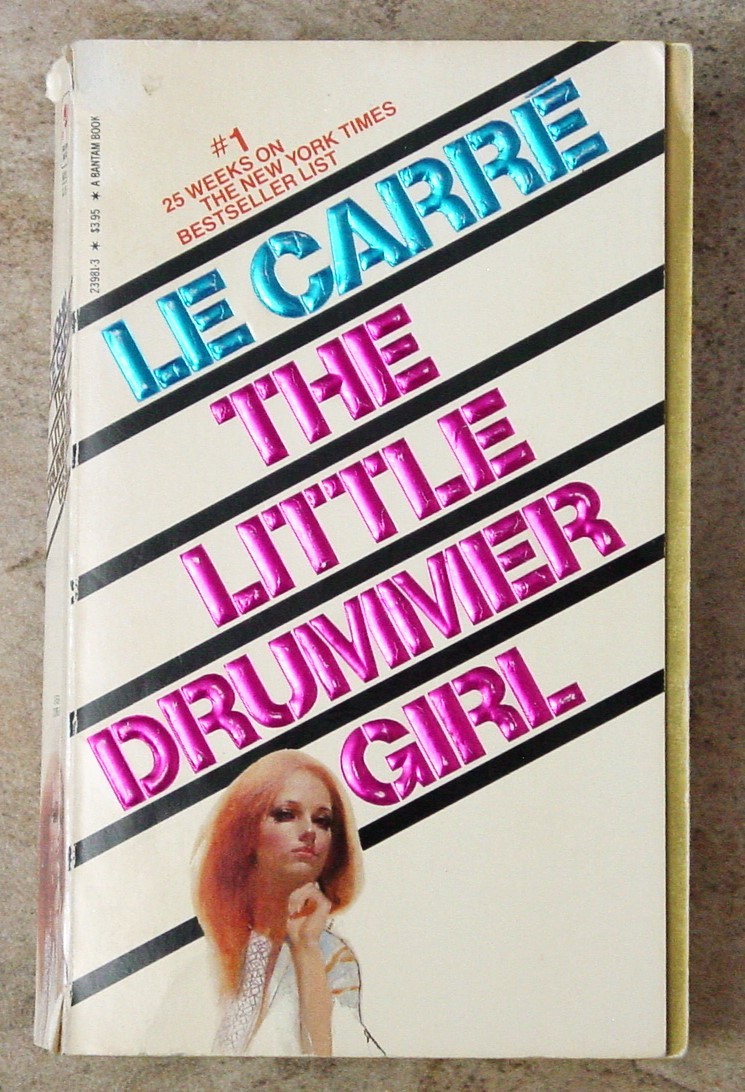 #1
25 WEEKS ON
THE NEW YORK TIMES
BESTSELLER LIST
LE CARRÉ
THE
LITTLE
DRUMMER
GIRL
23981-3 * $3.95 * A BANTAM BOOK